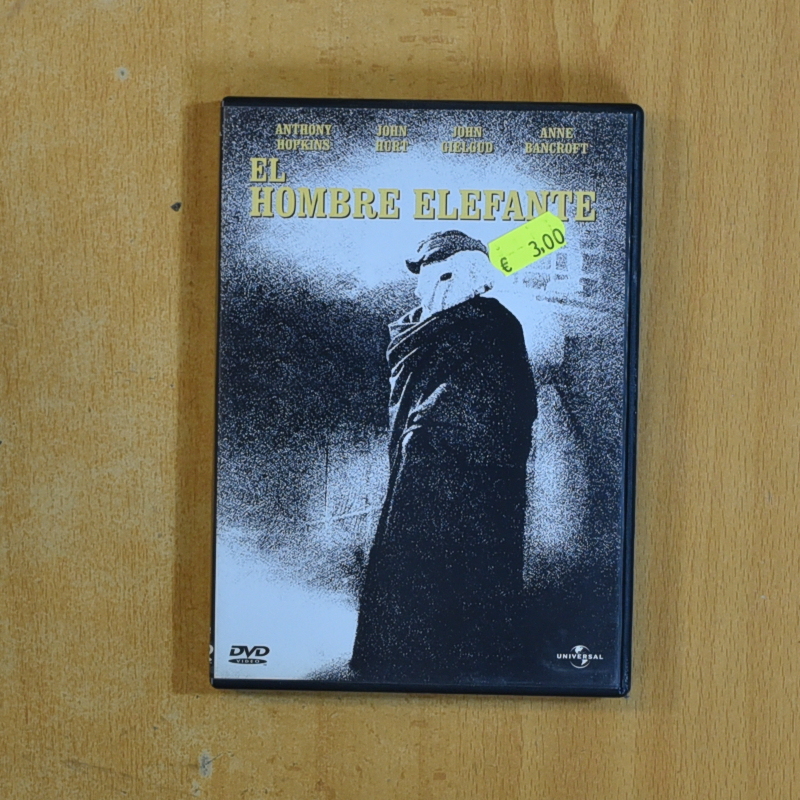 ANTHONY HOPKINS
JOHN HURT
JOHN GIELGUD
ANNE BANCROFT
EL
HOMBRE ELEFANTE
€ 3,00
DVD
VIDEO
UNIVERSAL